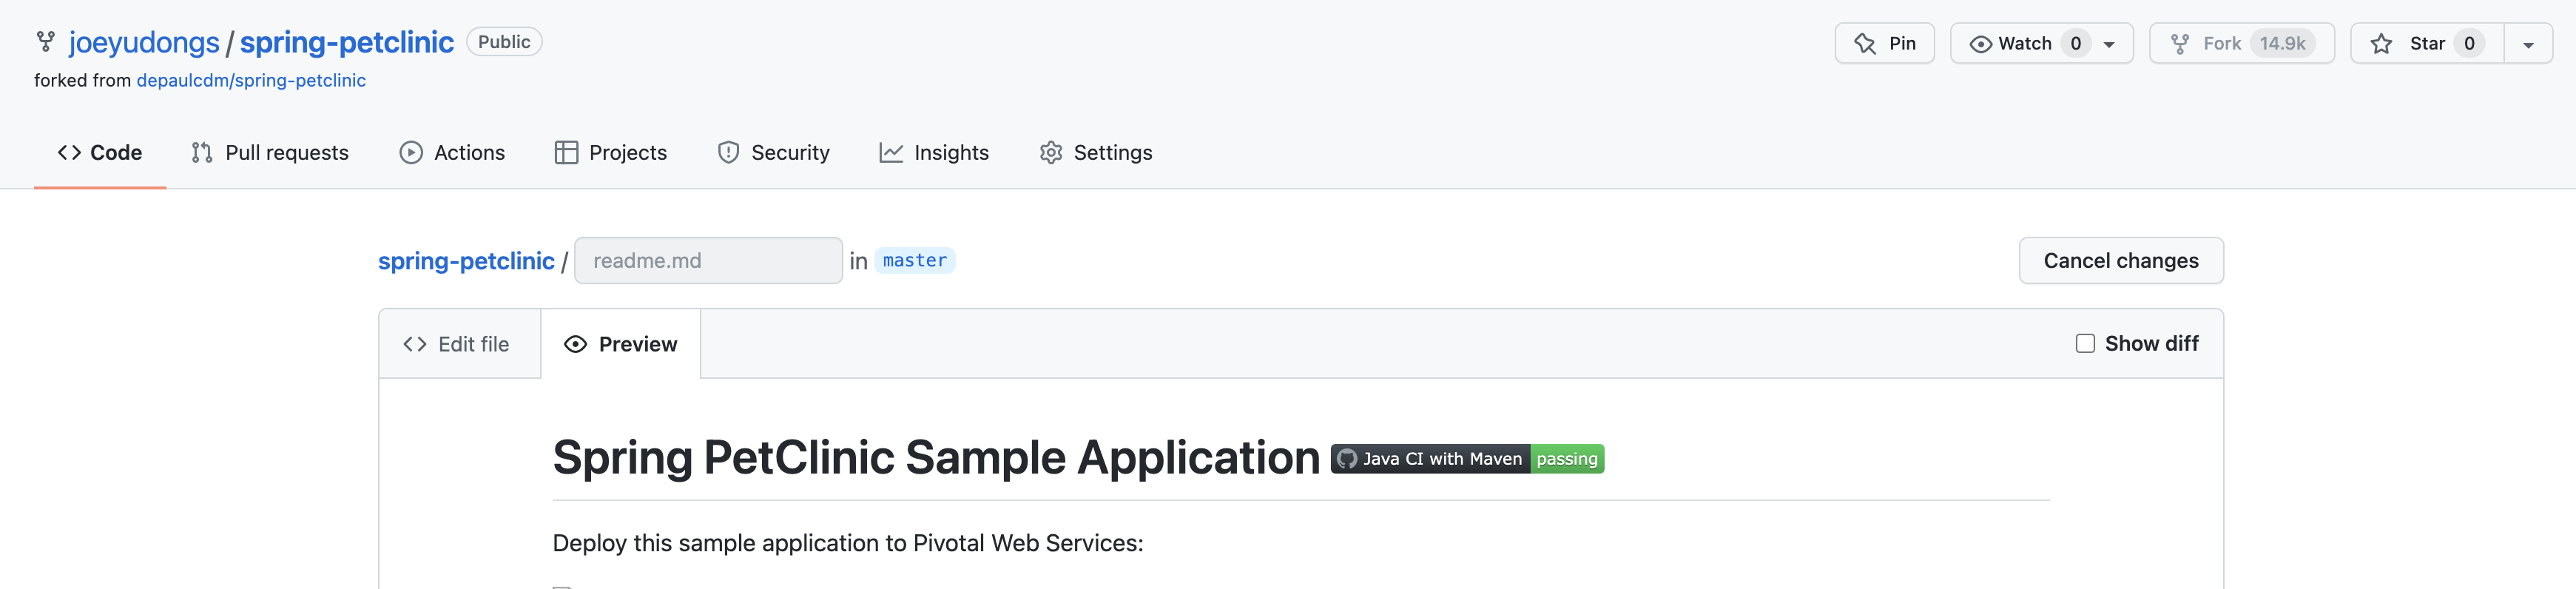 joeyudongs / spring-petclinic Public Pin Watch 0 Fork 14.9k Star 0
forked from depaulcdm/spring-petclinic
Code Pull requests Actions Projects Security Insights Settings
spring-petclinic / readme.md in master Cancel changes
Edit file Preview Show diff
Spring PetClinic Sample Application Java CI with Maven passing
Deploy this sample application to Pivotal Web Services: